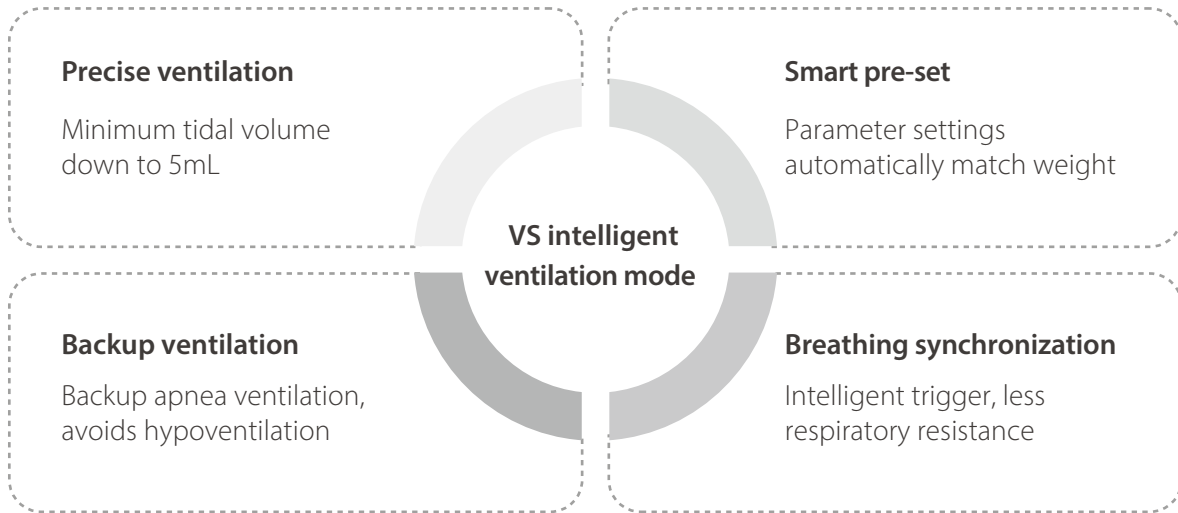 Precise ventilation
Minimum tidal volume
down to 5mL
Smart pre-set
Parameter settings
automatically match weight
VS intelligent
ventilation mode
Backup ventilation
Backup apnea ventilation,
avoids hypoventilation
Breathing synchronization
Intelligent trigger, less
respiratory resistance